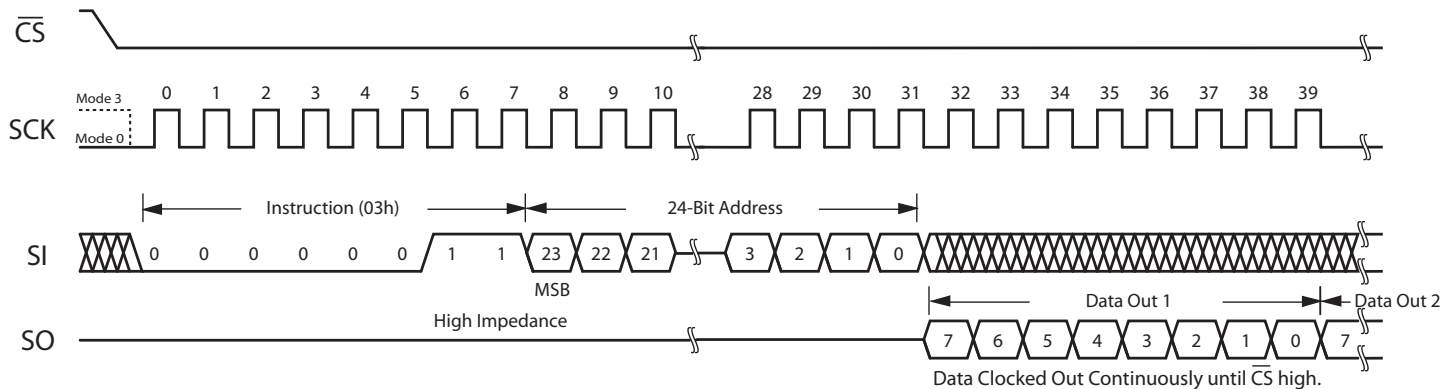 CS
Mode 3
0 1 2 3 4 5 6 7 8 9 10 28 29 30 31 32 33 34 35 36 37 38 39
SCK
Mode 0
Instruction (03h) 24-Bit Address
SI 0 0 0 0 0 0 1 1 23 22 21 3 2 1 0
MSB
Data Out 1 Data Out 2
High Impedance
SO 7 6 5 4 3 2 1 0 7
Data Clocked Out Continuously until CS high.